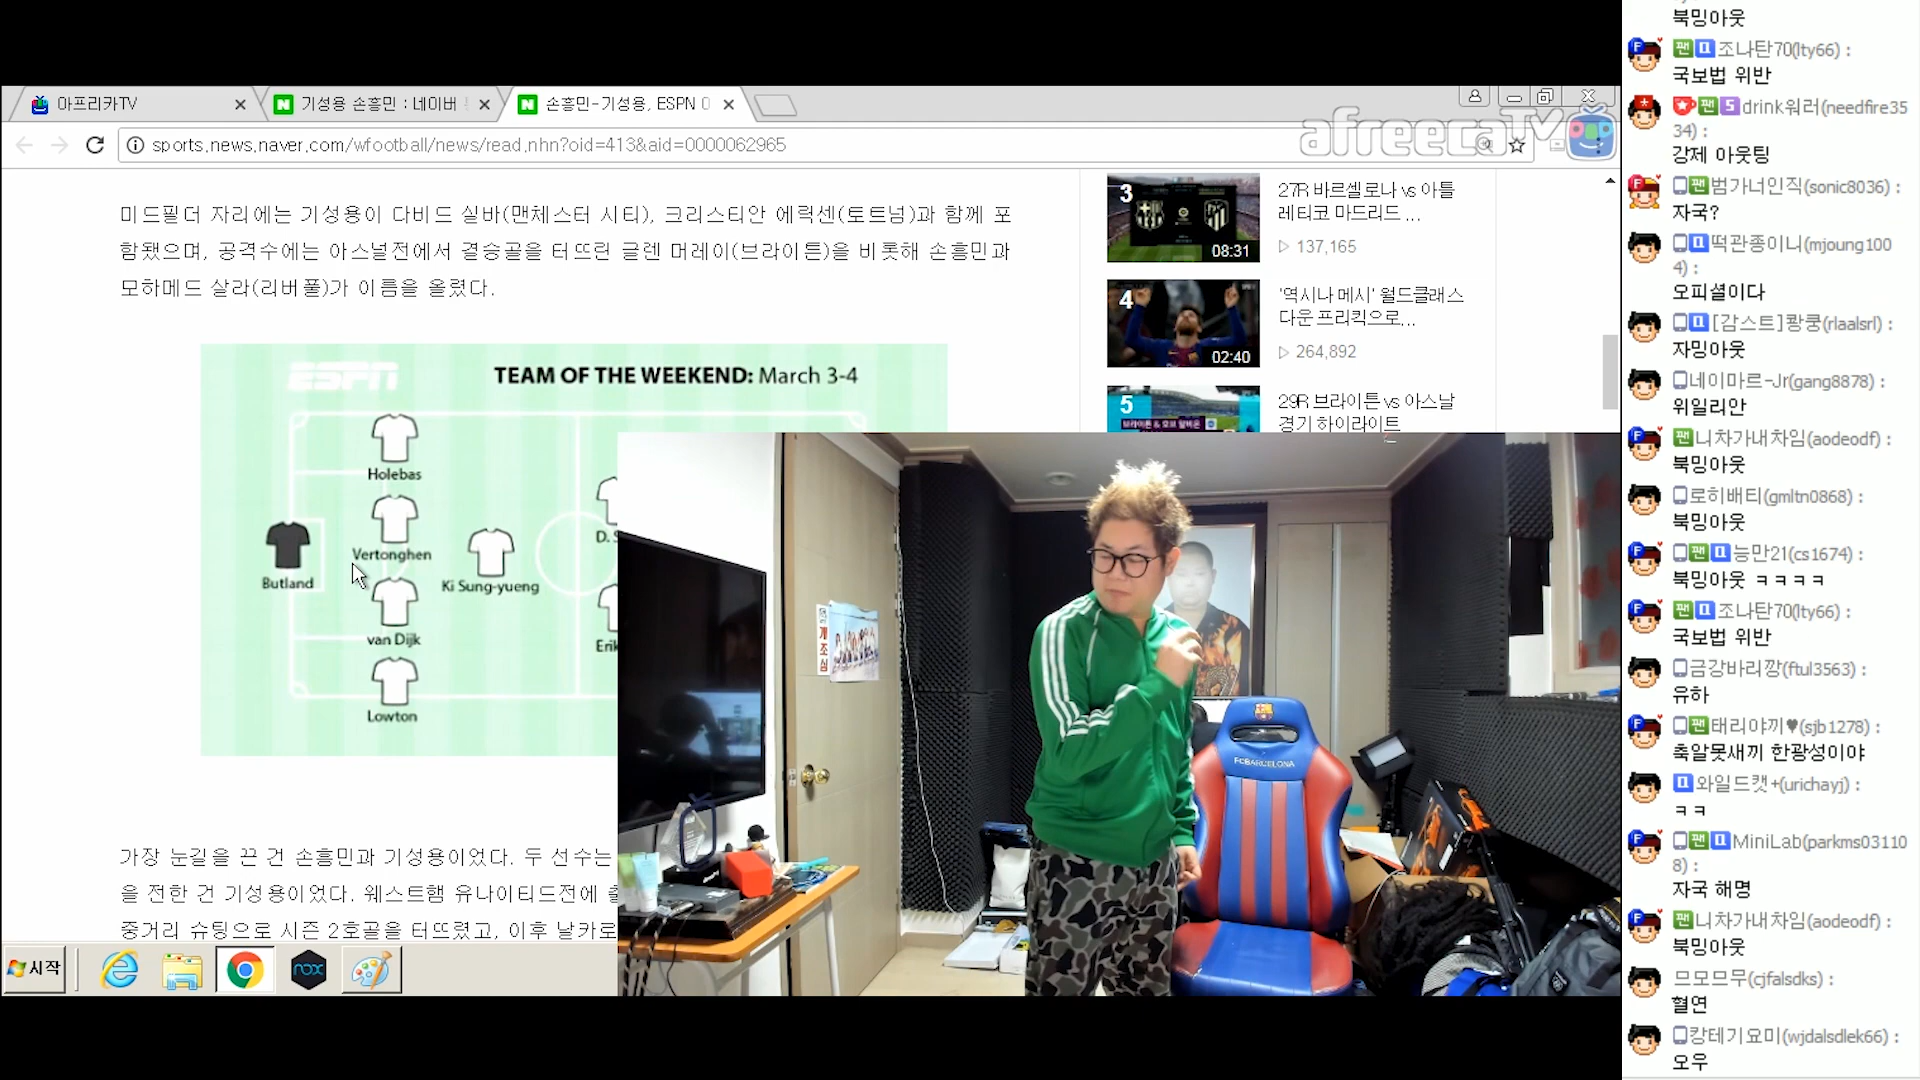 아프리카TV
기성용 손흥민 : 네이버
손흥민-기성용, ESPN
sports.news.naver.com/wfootball/news/read.nhn?oid=413&aid=0000062965
afreecaTV
미드필더 자리에는 기성용이 다비드 실바(맨체스터 시티), 크리스티안 에릭센(토트넘)과 함께 포
함됐으며, 공격수에는 아스널전에서 결승골을 터뜨린 글렌 머레이(브라이튼)을 비롯해 손흥민과
모하메드 살라(리버풀)가 이름을 올렸다.
ESPN
TEAM OF THE WEEKEND: March 3-4
Holebas
Vertonghen
Butland
Ki Sung-yueng
D. S
van Dijk
Erik
Lowton
가장 눈길을 끈 건 손흥민과 기성용이었다. 두 선수는
을 전한 건 기성용이었다. 웨스트햄 유나이티드전에
중거리 슈팅으로 시즌 2호골을 터뜨렸고, 이후 날카로
3
08:31
27R 바르셀로나 vs 아틀
레티코 마드리드 ...
137,165
4
02:40
'역시나 메시' 월드클래스
다운 프리킥으로...
264,892
5
29R 브라이튼 vs 아스날
경기 하이라이트
개조심
FCBARCELONA
시작
nox
북밍아웃
팬 조나탄70(lty66) :
국보법 위반
팬 S drink워러(needfire35
34) :
강제 아웃팅
팬 범가너인직(sonic8036) :
자국?
떡관종이니(mjoung100
4) :
오피셜이다
[감스트]쾅쿵(rlaalsrl) :
자밍아웃
네이마르-Jr(gang8878) :
위일리안
팬 니차가내차임(aodeodf) :
북밍아웃
로히배티(gmltn0868) :
북밍아웃
팬 능만21(cs1674) :
북밍아웃 ㅋㅋㅋㅋ
팬 조나탄70(lty66) :
국보법 위반
금강바리깡(ftul3563) :
유하
팬 태리야끼♥(sjb1278) :
축알못새끼 한광성이야
와일드캣+(urichayj) :
ㅋㅋ
팬 MiniLab(parkms03110
8) :
자국 해명
팬 니차가내차임(aodeodf) :
북밍아웃
므모므무(cjfalsdks) :
혈연
캉테기요미(wjdalsdlek66) :
오우